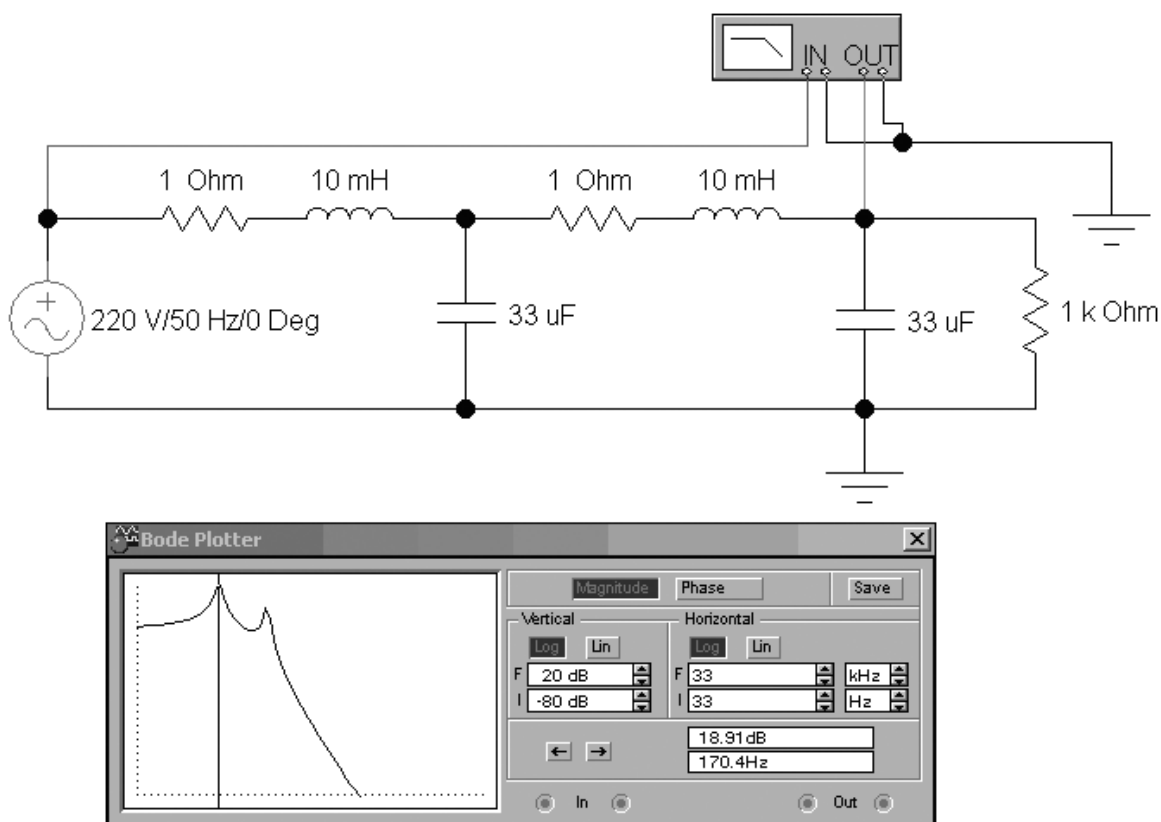 IN OUT
1 Ohm 10 mH 1 Ohm 10 mH
220 V/50 Hz/0 Deg 33 uF 33 uF 1 k Ohm
Bode Plotter
Magnitude Phase Save
Vertical Horizontal
Log Lin Log Lin
F 20 dB F 33 kHz
I -80 dB I 33 Hz
18.91dB
170.4Hz
In Out